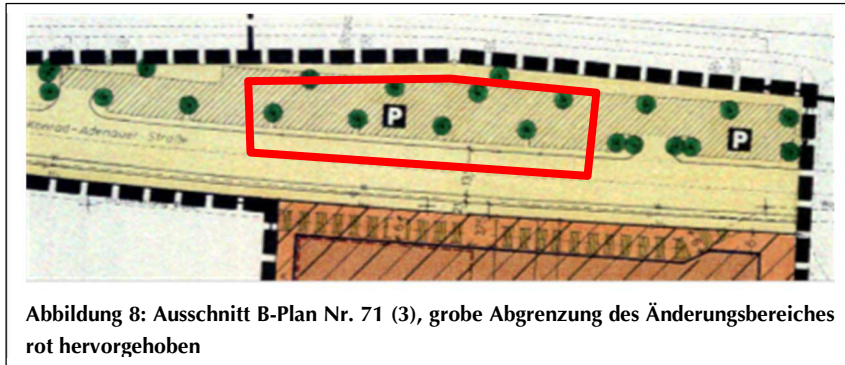 P
Konrad-Adenauer Straße
P
Abbildung 8: Ausschnitt B-Plan Nr. 71 (3), grobe Abgrenzung des Änderungsbereiches
rot hervorgehoben